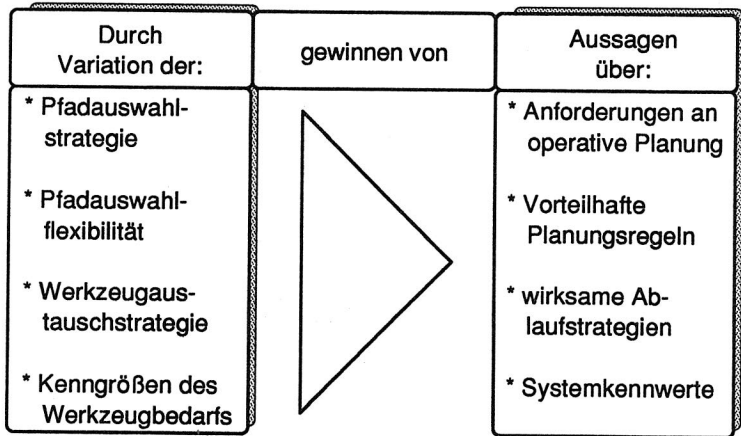 Durch
Variation der:
gewinnen von
Aussagen
über:
* Pfadauswahl-
strategie
* Pfadauswahl-
flexibilität
* Werkzeugaus-
tauschstrategie
* Kenngrößen des
Werkzeugbedarfs
* Anforderungen an
operative Planung
* Vorteilhafte
Planungsregeln
* wirksame Ab-
laufstrategien
* Systemkennwerte